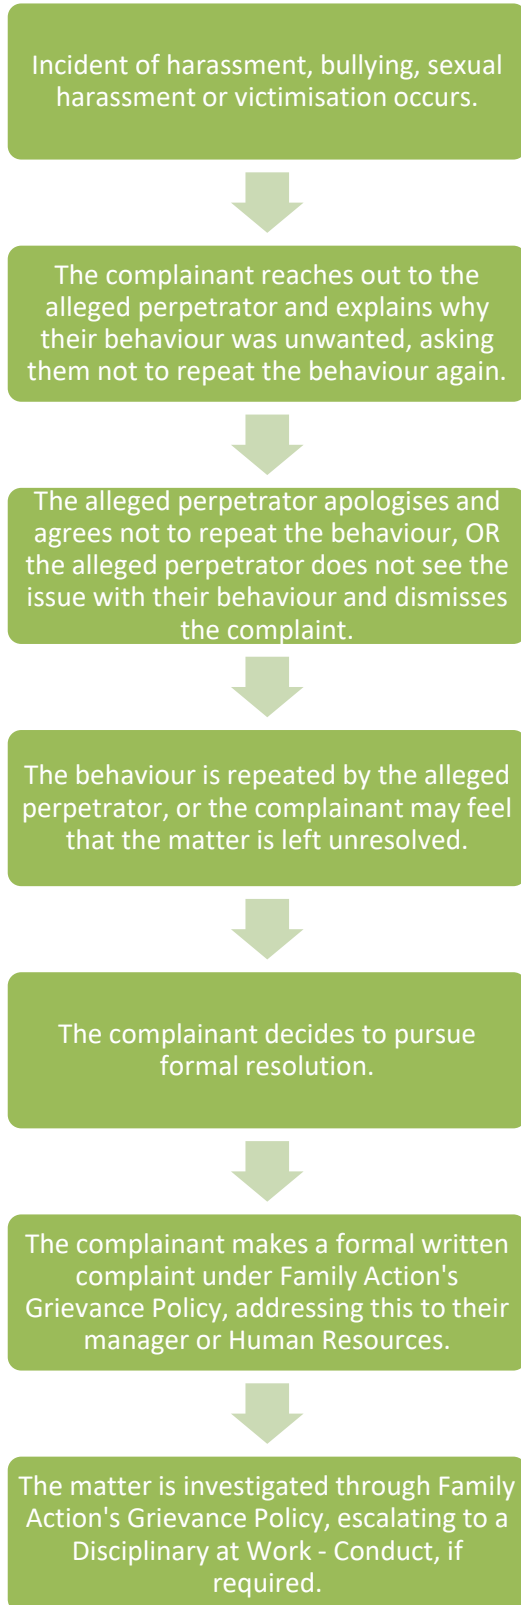 Incident of harassment, bullying, sexual
harassment or victimisation occurs.
The complainant reaches out to the
alleged perpetrator and explains why
their behaviour was unwanted, asking
them not to repeat the behaviour again.
The alleged perpetrator apologises and
agrees not to repeat the behaviour, OR
the alleged perpetrator does not see the
issue with their behaviour and dismisses
the complaint.
The behaviour is repeated by the alleged
perpetrator, or the complainant may feel
that the matter is left unresolved.
The complainant decides to pursue
formal resolution.
The complainant makes a formal written
complaint under Family Action's
Grievance Policy, addressing this to their
manager or Human Resources.
The matter is investigated through Family
Action's Grievance Policy, escalating to a
Disciplinary at Work - Conduct, if
required.